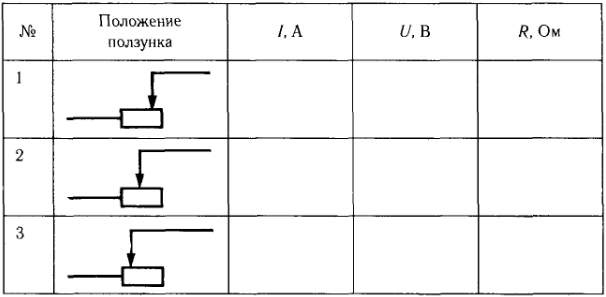 №
Положение
ползунка
I, А
U, В
R, Ом
1
2
3